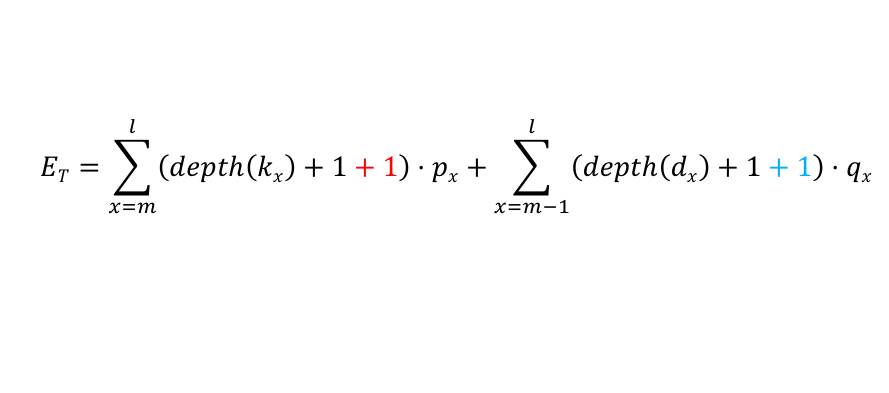 E_T = \sum_{x=m}^{l} (depth(k_x) + 1 + 1) \cdot p_x + \sum_{x=m-1}^{l} (depth(d_x) + 1 + 1) \cdot q_x